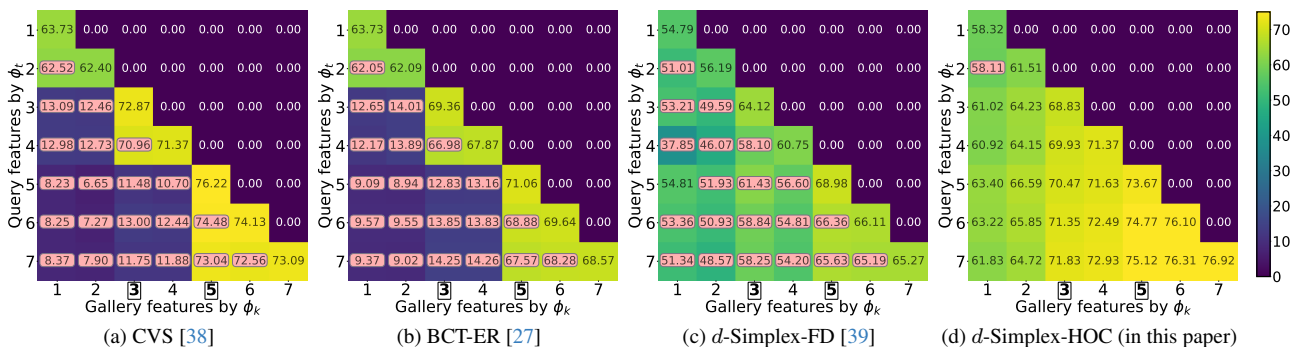 Query features by ϕt
1 63.73 0.00 0.00 0.00 0.00 0.00 0.00
2 62.52 62.40 0.00 0.00 0.00 0.00 0.00
3 13.09 12.46 72.87 0.00 0.00 0.00 0.00
4 12.98 12.73 70.96 71.37 0.00 0.00 0.00
5 8.23 6.65 11.48 10.70 76.22 0.00 0.00
6 8.25 7.27 13.00 12.44 74.48 74.13 0.00
7 8.37 7.90 11.75 11.88 73.04 72.56 73.09
1 2 3 4 5 6 7
Gallery features by ϕk
(a) CVS [38]
Query features by ϕt
1 63.73 0.00 0.00 0.00 0.00 0.00 0.00
2 62.05 62.09 0.00 0.00 0.00 0.00 0.00
3 12.65 14.01 69.36 0.00 0.00 0.00 0.00
4 12.17 13.89 66.98 67.87 0.00 0.00 0.00
5 9.09 8.94 12.83 13.16 71.06 0.00 0.00
6 9.57 9.55 13.85 13.83 68.88 69.64 0.00
7 9.37 9.02 14.25 14.26 67.57 68.28 68.57
1 2 3 4 5 6 7
Gallery features by ϕk
(b) BCT-ER [27]
Query features by ϕt
1 54.79 0.00 0.00 0.00 0.00 0.00 0.00
2 51.01 56.19 0.00 0.00 0.00 0.00 0.00
3 53.21 49.59 64.12 0.00 0.00 0.00 0.00
4 37.85 46.07 58.10 60.75 0.00 0.00 0.00
5 54.81 51.93 61.43 56.60 68.98 0.00 0.00
6 53.36 50.93 58.84 54.81 66.36 66.11 0.00
7 51.34 48.57 58.25 54.20 65.63 65.19 65.27
1 2 3 4 5 6 7
Gallery features by ϕk
(c) d-Simplex-FD [39]
Query features by ϕt
1 58.32 0.00 0.00 0.00 0.00 0.00 0.00
2 58.11 61.51 0.00 0.00 0.00 0.00 0.00
3 61.02 64.23 68.83 0.00 0.00 0.00 0.00
4 60.92 64.15 69.93 71.37 0.00 0.00 0.00
5 63.40 66.59 70.47 71.63 73.67 0.00 0.00
6 63.22 65.85 71.35 72.49 74.77 76.10 0.00
7 61.83 64.72 71.83 72.93 75.12 76.31 76.92
1 2 3 4 5 6 7
Gallery features by ϕk
(d) d-Simplex-HOC (in this paper)
70
60
50
40
30
20
10
0